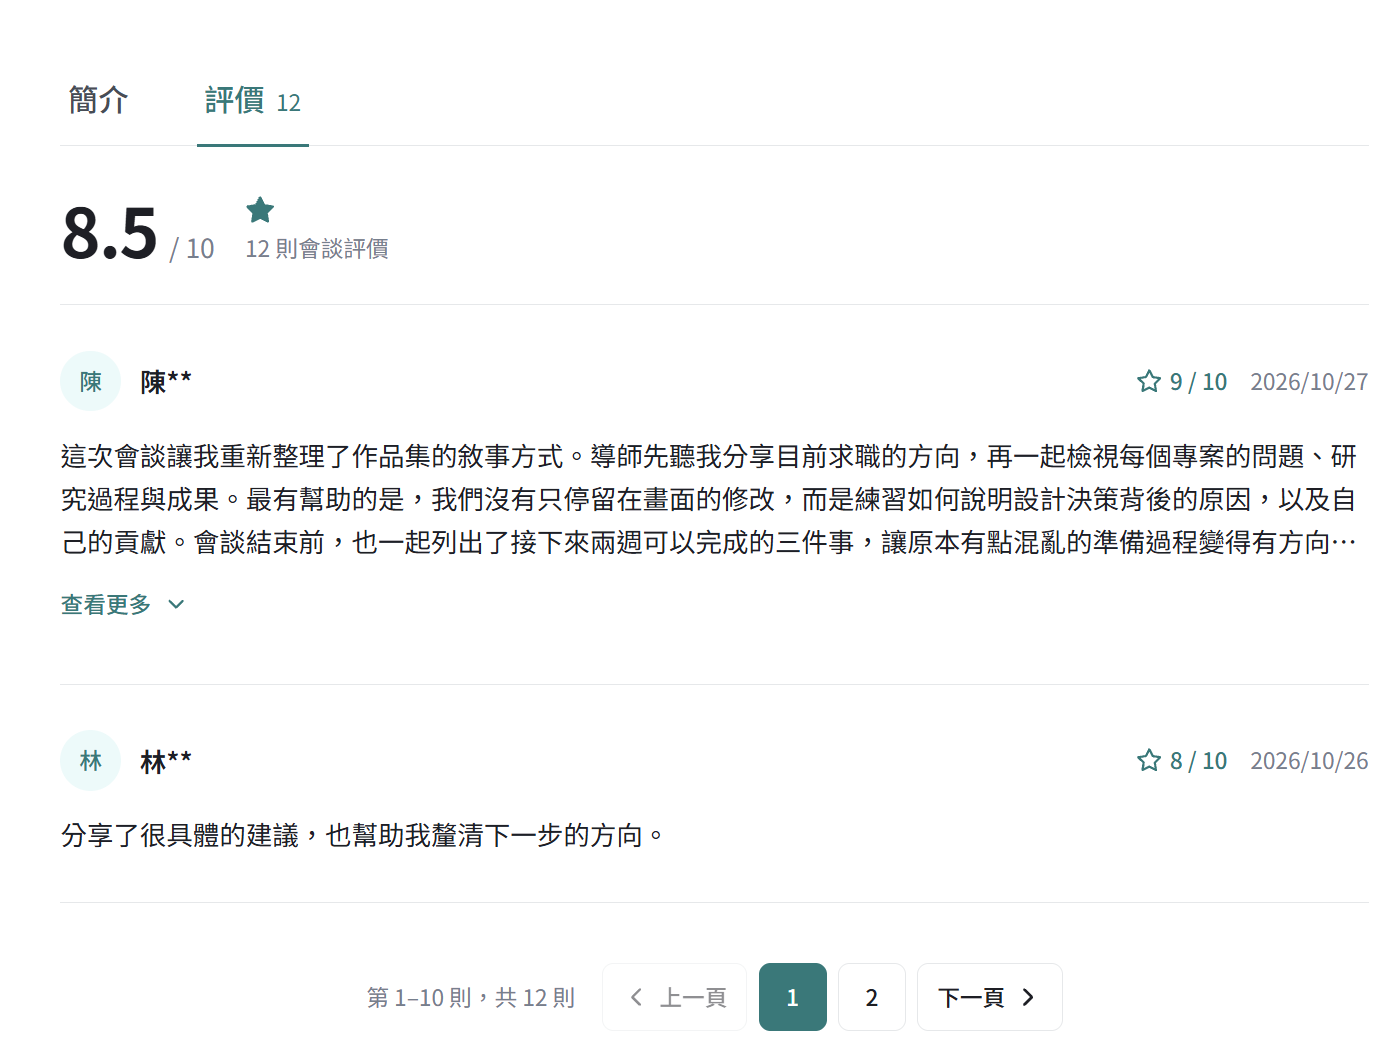 簡介
評價 12
8.5 / 10
12 則會談評價
陳
陳**
9 / 10
2026/10/27
這次會談讓我重新整理了作品集的敘事方式。導師先聽我分享目前求職的方向，再一起檢視每個專案的問題、研
究過程與成果。最有幫助的是，我們沒有只停留在畫面的修改，而是練習如何說明設計決策背後的原因，以及自
己的貢獻。會談結束前，也一起列出了接下來兩週可以完成的三件事，讓原本有點混亂的準備過程變得有方向…
查看更多
林
林**
8 / 10
2026/10/26
分享了很具體的建議，也幫助我釐清下一步的方向。
第 1–10 則，共 12 則
上一頁
1
2
下一頁